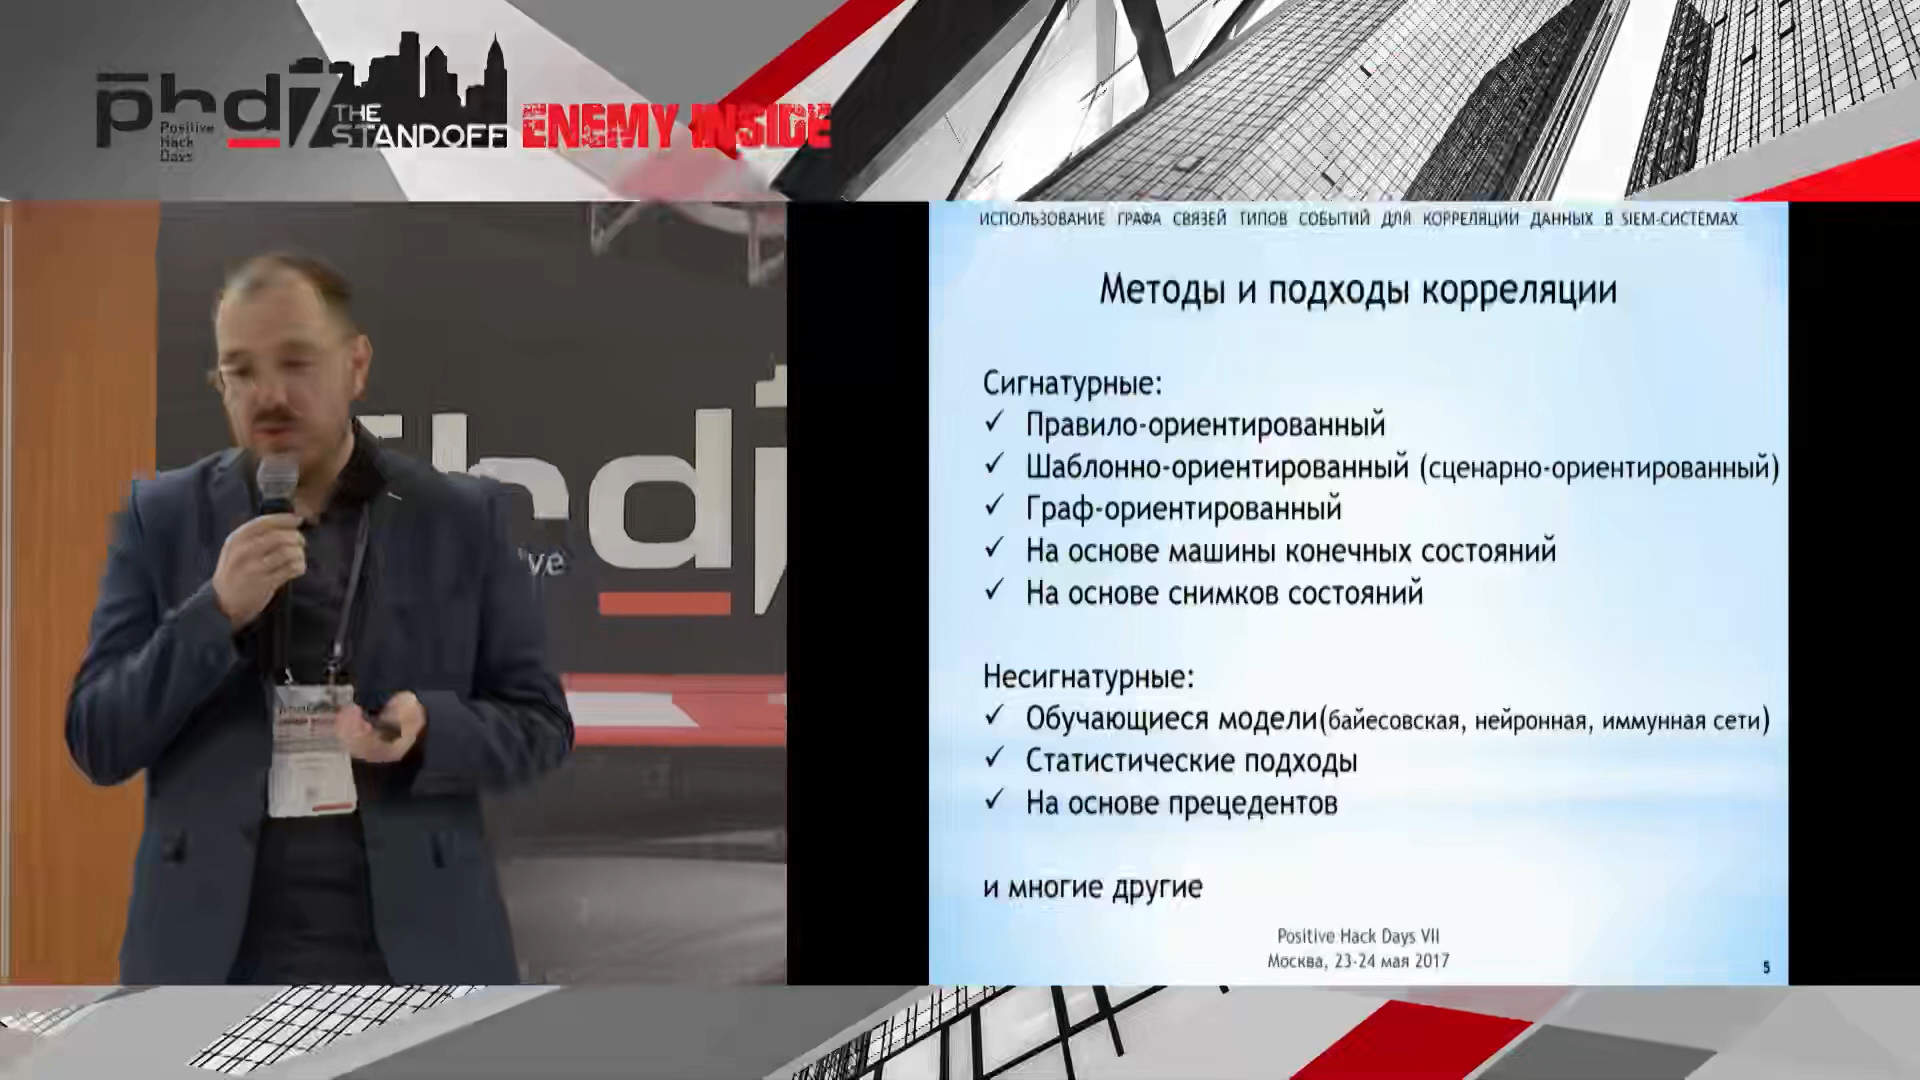 phd7
Positive
Hack
Days
THE
STANDOFF
ENEMY INSIDE
ИСПОЛЬЗОВАНИЕ ГРАФА СВЯЗЕЙ ТИПОВ СОБЫТИЙ ДЛЯ КОРРЕЛЯЦИИ ДАННЫХ В SIEM-СИСТЕМАХ
Методы и подходы корреляции
Сигнатурные:
✓ Правило-ориентированный
✓ Шаблонно-ориентированный (сценарно-ориентированный)
✓ Граф-ориентированный
✓ На основе машины конечных состояний
✓ На основе снимков состояний
Несигнатурные:
✓ Обучающиеся модели(байесовская, нейронная, иммунная сети)
✓ Статистические подходы
✓ На основе прецедентов
и многие другие
Positive Hack Days VII
Москва, 23-24 мая 2017
5
hd
ve